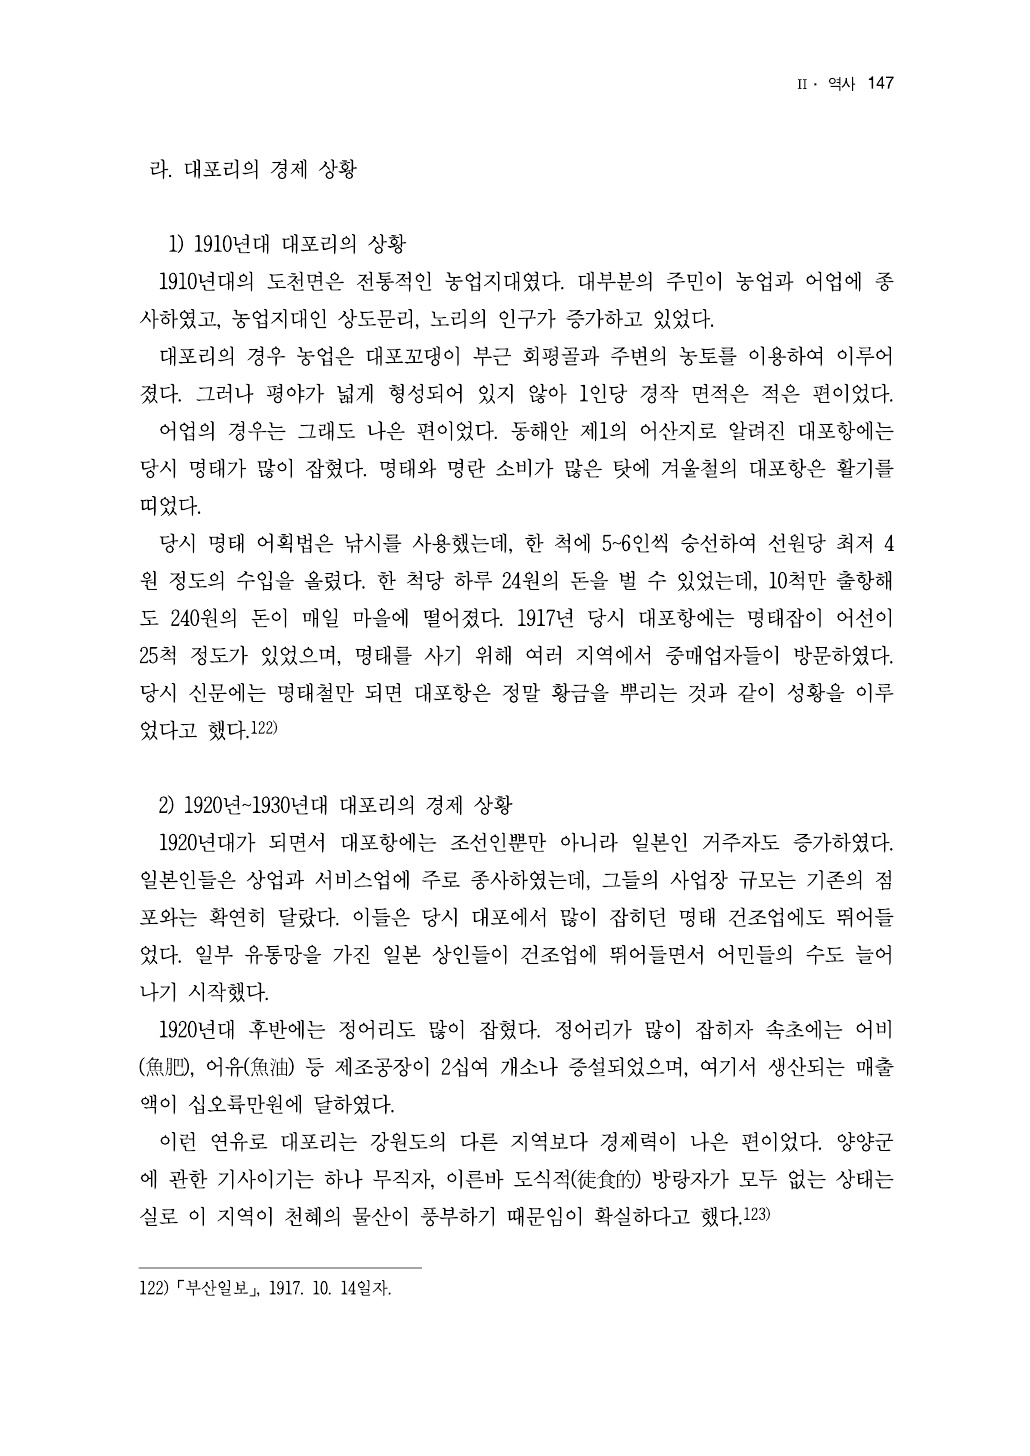 II · 역사 147
라. 대포리의 경제 상황
1) 1910년대 대포리의 상황
1910년대의 도천면은 전통적인 농업지대였다. 대부분의 주민이 농업과 어업에 종
사하였고, 농업지대인 상도문리, 노리의 인구가 증가하고 있었다.
대포리의 경우 농업은 대포꼬댕이 부근 회평골과 주변의 농토를 이용하여 이루어
졌다. 그러나 평야가 넓게 형성되어 있지 않아 1인당 경작 면적은 적은 편이었다.
어업의 경우는 그래도 나은 편이었다. 동해안 제1의 어산지로 알려진 대포항에는
당시 명태가 많이 잡혔다. 명태와 명란 소비가 많은 탓에 겨울철의 대포항은 활기를
띠었다.
당시 명태 어획법은 낚시를 사용했는데, 한 척에 5~6인씩 승선하여 선원당 최저 4
원 정도의 수입을 올렸다. 한 척당 하루 24원의 돈을 벌 수 있었는데, 10척만 출항해
도 240원의 돈이 매일 마을에 떨어졌다. 1917년 당시 대포항에는 명태잡이 어선이
25척 정도가 있었으며, 명태를 사기 위해 여러 지역에서 중매업자들이 방문하였다.
당시 신문에는 명태철만 되면 대포항은 정말 황금을 뿌리는 것과 같이 성황을 이루
었다고 했다.122)
2) 1920년~1930년대 대포리의 경제 상황
1920년대가 되면서 대포항에는 조선인뿐만 아니라 일본인 거주자도 증가하였다.
일본인들은 상업과 서비스업에 주로 종사하였는데, 그들의 사업장 규모는 기존의 점
포와는 확연히 달랐다. 이들은 당시 대포에서 많이 잡히던 명태 건조업에도 뛰어들
었다. 일부 유통망을 가진 일본 상인들이 건조업에 뛰어들면서 어민들의 수도 늘어
나기 시작했다.
1920년대 후반에는 정어리도 많이 잡혔다. 정어리가 많이 잡히자 속초에는 어비
(魚肥), 어유(魚油) 등 제조공장이 2십여 개소나 증설되었으며, 여기서 생산되는 매출
액이 십오륙만원에 달하였다.
이런 연유로 대포리는 강원도의 다른 지역보다 경제력이 나은 편이었다. 양양군
에 관한 기사이기는 하나 무직자, 이른바 도식적(徒食的) 방랑자가 모두 없는 상태는
실로 이 지역이 천혜의 물산이 풍부하기 때문임이 확실하다고 했다.123)
122)「부산일보」, 1917. 10. 14일자.